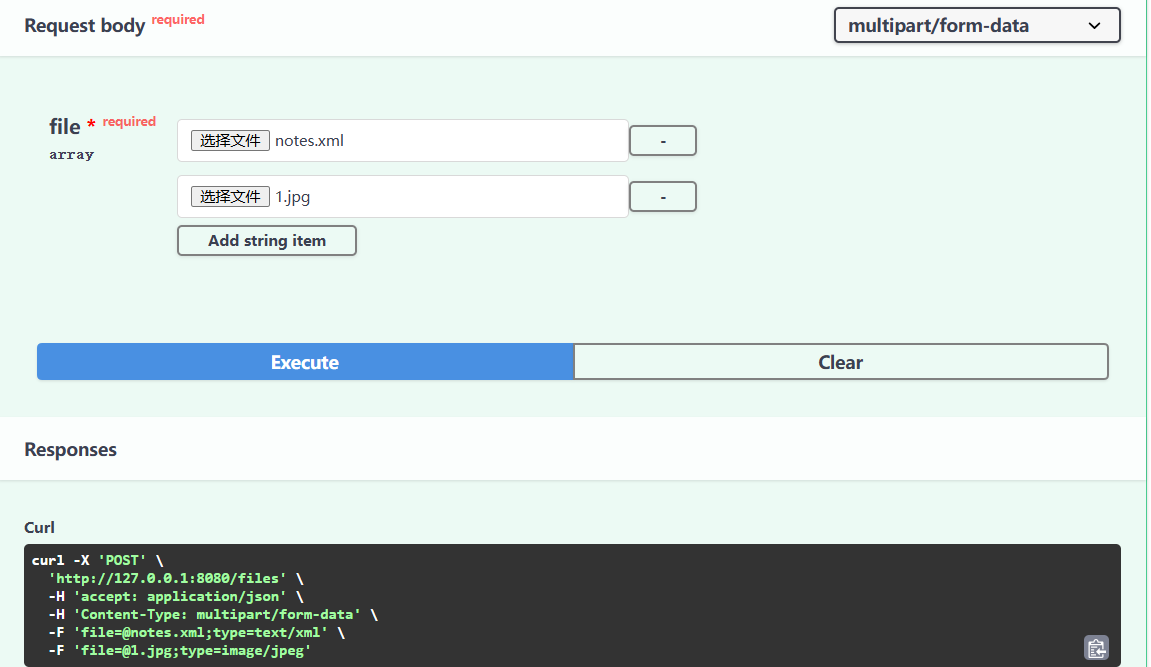 Request body required
multipart/form-data
file * required
array
选择文件 notes.xml
-
选择文件 1.jpg
-
Add string item
Execute
Clear
Responses
Curl
curl -X 'POST' \
  'http://127.0.0.1:8080/files' \
  -H 'accept: application/json' \
  -H 'Content-Type: multipart/form-data' \
  -F 'file=@notes.xml;type=text/xml' \
  -F 'file=@1.jpg;type=image/jpeg'